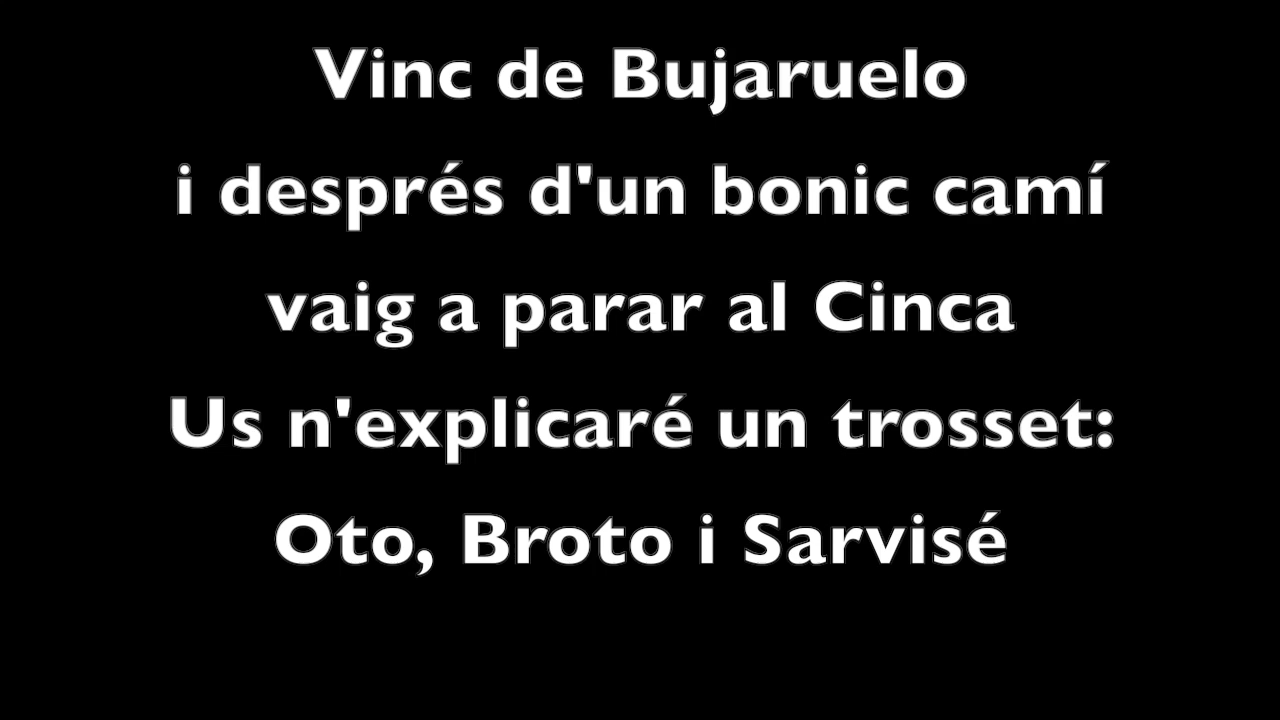 Vinc de Bujaruelo
i després d'un bonic camí
vaig a parar al Cinca
Us n'explicaré un trosset:
Oto, Broto i Sarvisé